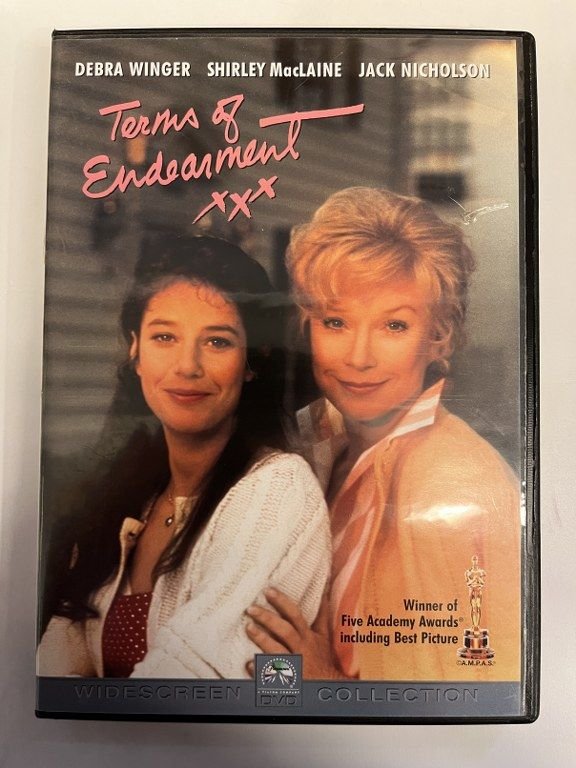 DEBRA WINGER SHIRLEY MacLAINE JACK NICHOLSON
Terms of
Endearment
xxx
Winner of
Five Academy Awards®
including Best Picture
©A.M.P.A.S.®
WIDESCREEN DVD COLLECTION